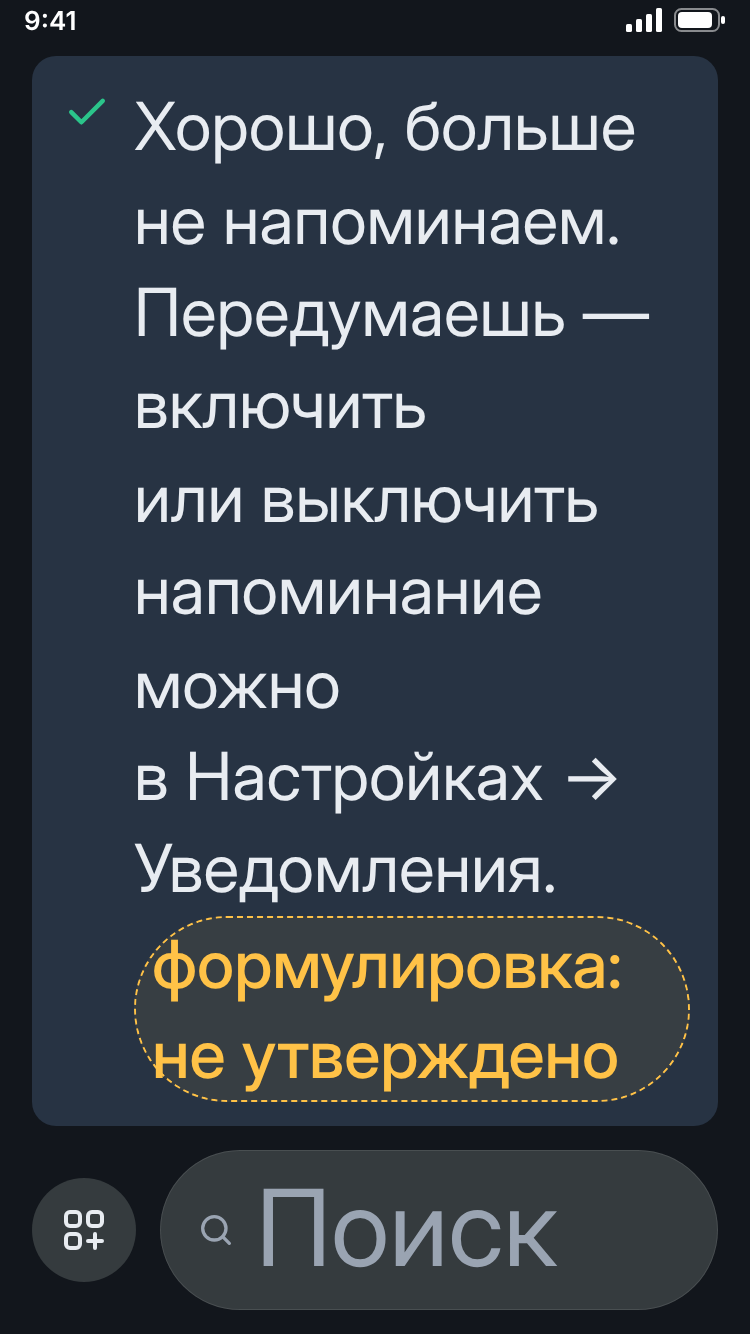 9:41
Хорошо, больше
не напоминаем.
Передумаешь —
включить
или выключить
напоминание
можно
в Настройках →
Уведомления.
формулировка:
не утверждено
Поиск